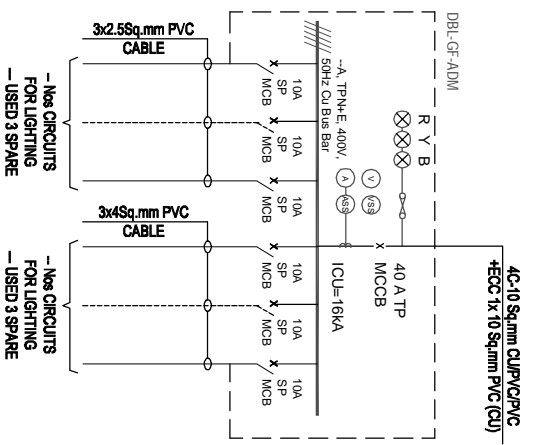 4C-10 Sq.mm CU/PVC/PVC
+ECC 1x 10 Sq.mm PVC (CU)
DBL-GF-ADM
R Y B
V
VSS
A
ASS
40 A TP
MCCB
ICU=16kA
--A, TPN+E, 400V,
50Hz Cu Bus Bar
10A
SP
MCB
10A
SP
MCB
10A
SP
MCB
10A
SP
MCB
10A
SP
MCB
10A
SP
MCB
3x2.5Sq.mm PVC
CABLE
3x4Sq.mm PVC
CABLE
– Nos CIRCUITS
FOR LIGHTING
— USED 3 SPARE
– Nos CIRCUITS
FOR LIGHTING
— USED 3 SPARE